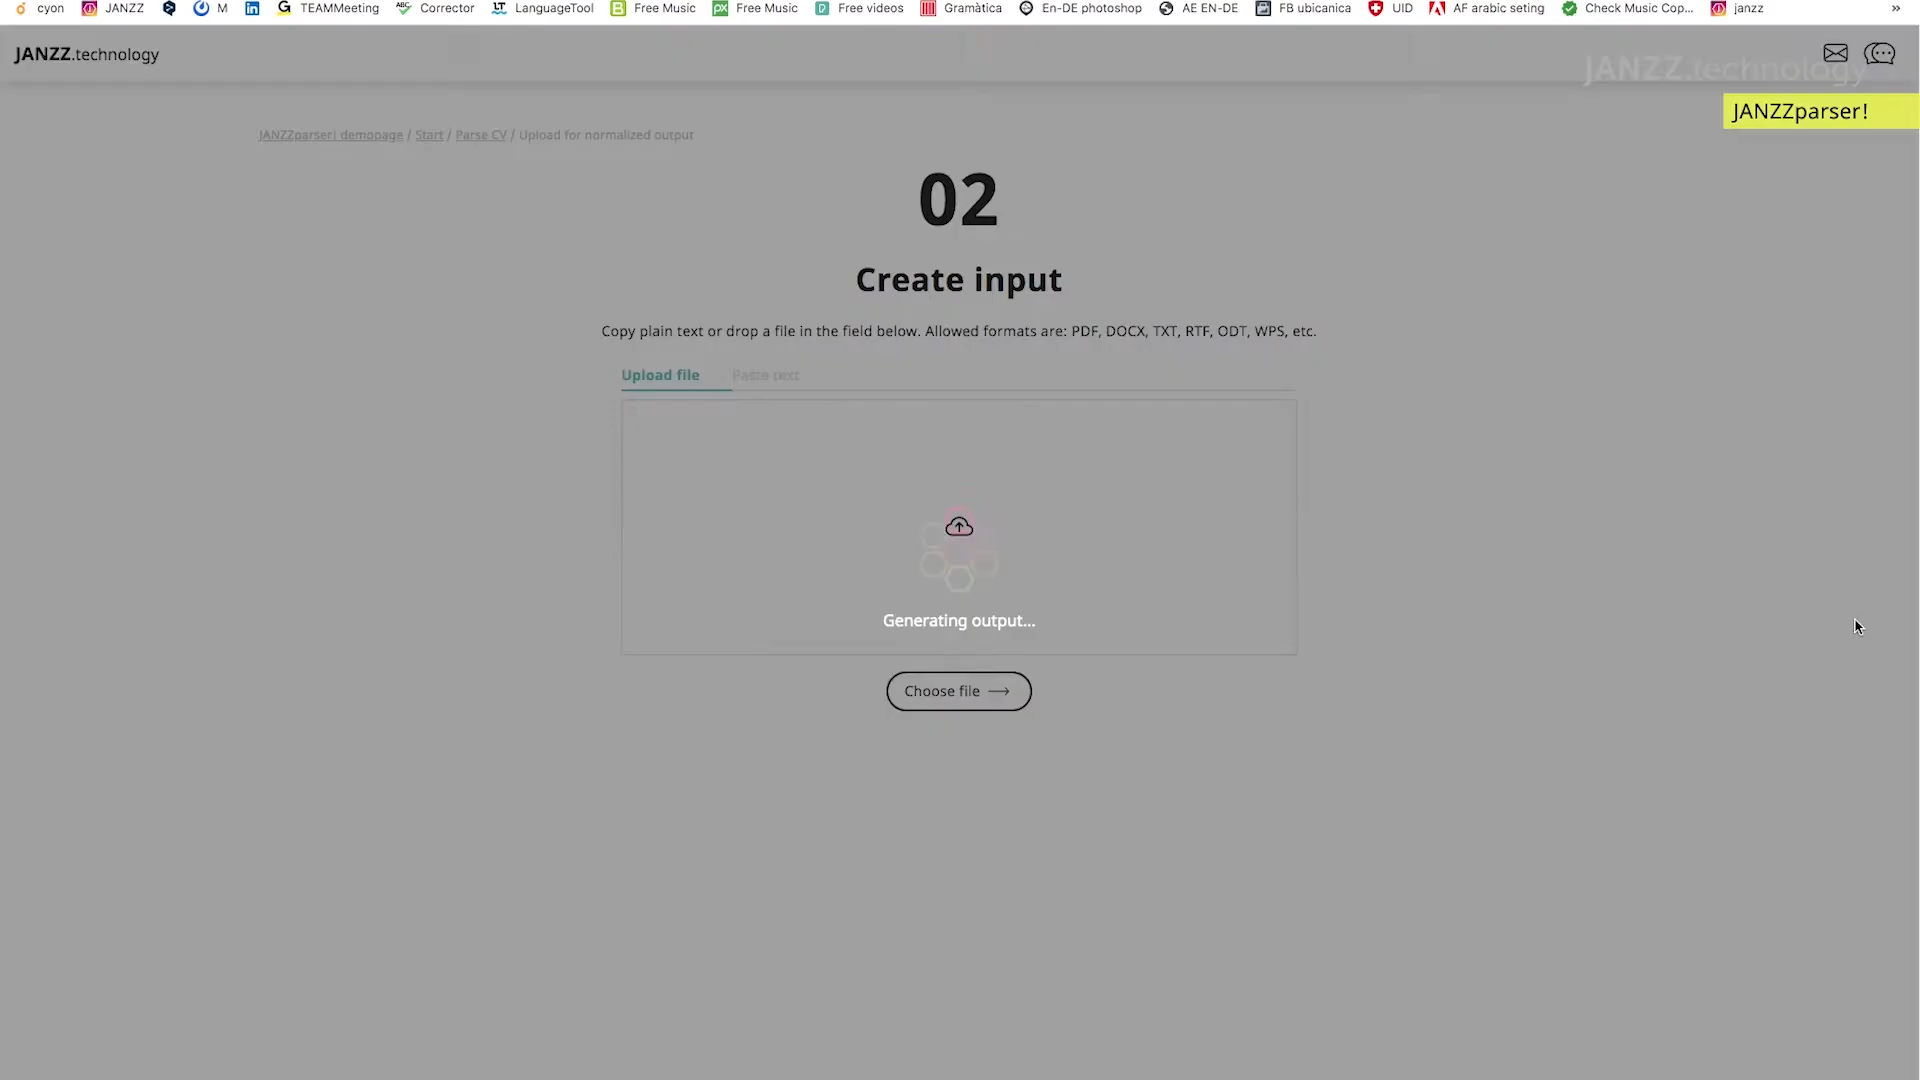 cyon JANZZ M TEAMMeeting Corrector LanguageTool Free Music Free Music Free videos Gramàtica En-DE photoshop AE EN-DE FB ubicanica UID AF arabic seting Check Music Cop... janzz »
JANZZ.technology
JANZZ.technology
JANZZparser!
JANZZparser! demopage / Start / Parse CV / Upload for normalized output
02
Create input
Copy plain text or drop a file in the field below. Allowed formats are: PDF, DOCX, TXT, RTF, ODT, WPS, etc.
Upload file Paste text
Generating output...
Choose file